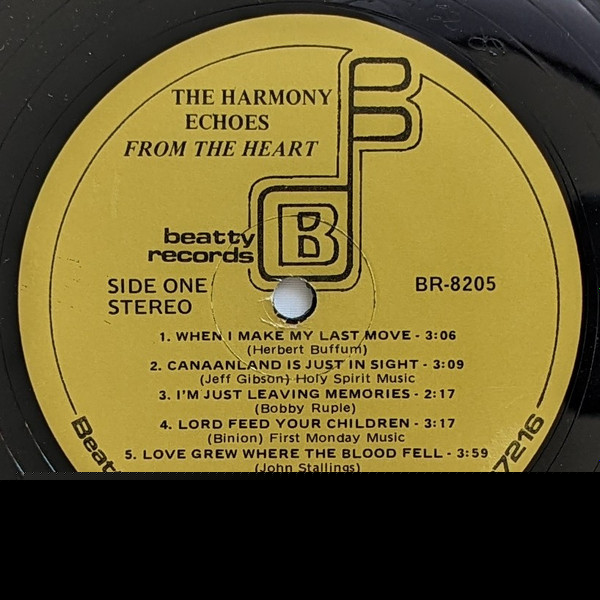 THE HARMONY
ECHOES
FROM THE HEART
B
B
beatty
records
SIDE ONE
STEREO
BR-8205
1. WHEN I MAKE MY LAST MOVE - 3:06
(Herbert Buffum)
2. CANAANLAND IS JUST IN SIGHT - 3:09
(Jeff Gibson) Holy Spirit Music
3. I'M JUST LEAVING MEMORIES - 2:17
(Bobby Ruple)
4. LORD FEED YOUR CHILDREN - 3:17
(Binion) First Monday Music
5. LOVE GREW WHERE THE BLOOD FELL - 3:59
(John Stallings)